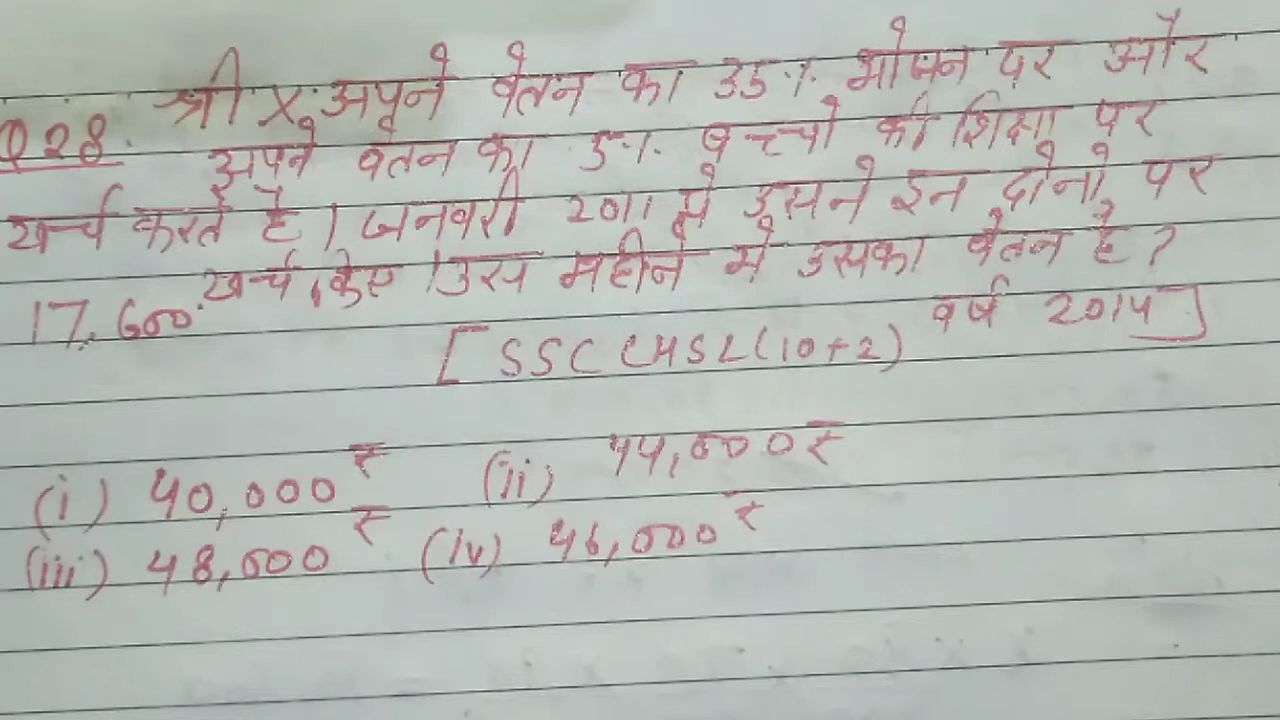 Q28. श्री X. अपने वेतन का 35%. भोजन पर और
अपने वेतन का 5%. बच्चो की शिक्षा पर
खर्च करते है। जनवरी 2011 मे उसने इन दोनो पर
17,600 खर्च किए। उस महीने मे उसका वेतन है?
[SSC CHSL(10+2) वर्ष 2014]
(i) 40,000₹ (ii) 44,000₹
(iii) 48,000₹ (iv) 46,000₹